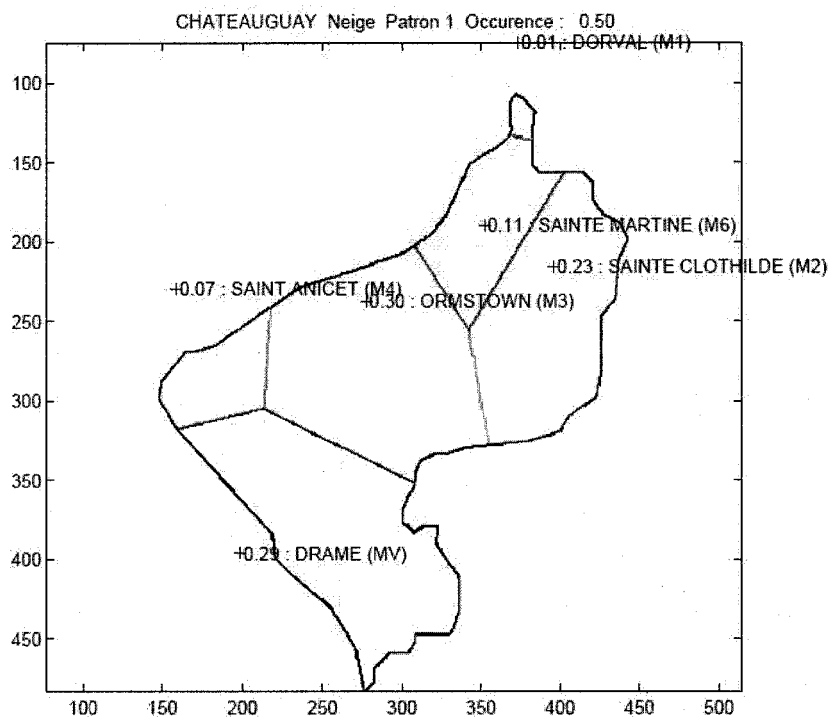 CHATEAUGUAY Neige Patron 1 Occurence : 0.50
+0.01 : DORVAL (M1)
100
150
+0.11 : SAINTE MARTINE (M6)
200
+0.23 : SAINTE CLOTHILDE (M2)
+0.07 : SAINT ANICET (M4)
+0.30 : ORMSTOWN (M3)
250
300
350
+0.29 : DRAME (MV)
400
450
100 150 200 250 300 350 400 450 500